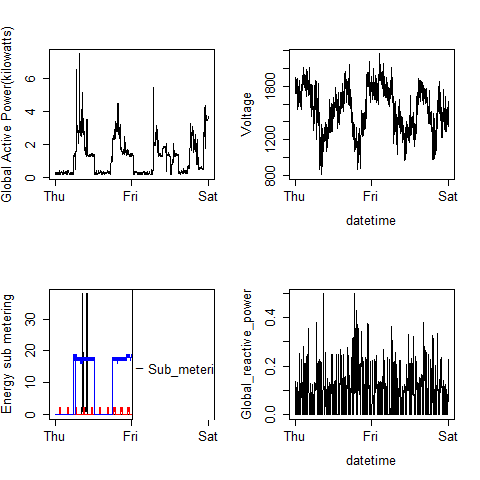 Global Active Power(kilowatts)
0 2 4 6
Thu Fri Sat
Voltage
800 1200 1800
Thu Fri Sat
datetime
Energy sub metering
0 10 20 30
Thu Fri Sat
Sub_meteri
Global_reactive_power
0.0 0.2 0.4
Thu Fri Sat
datetime